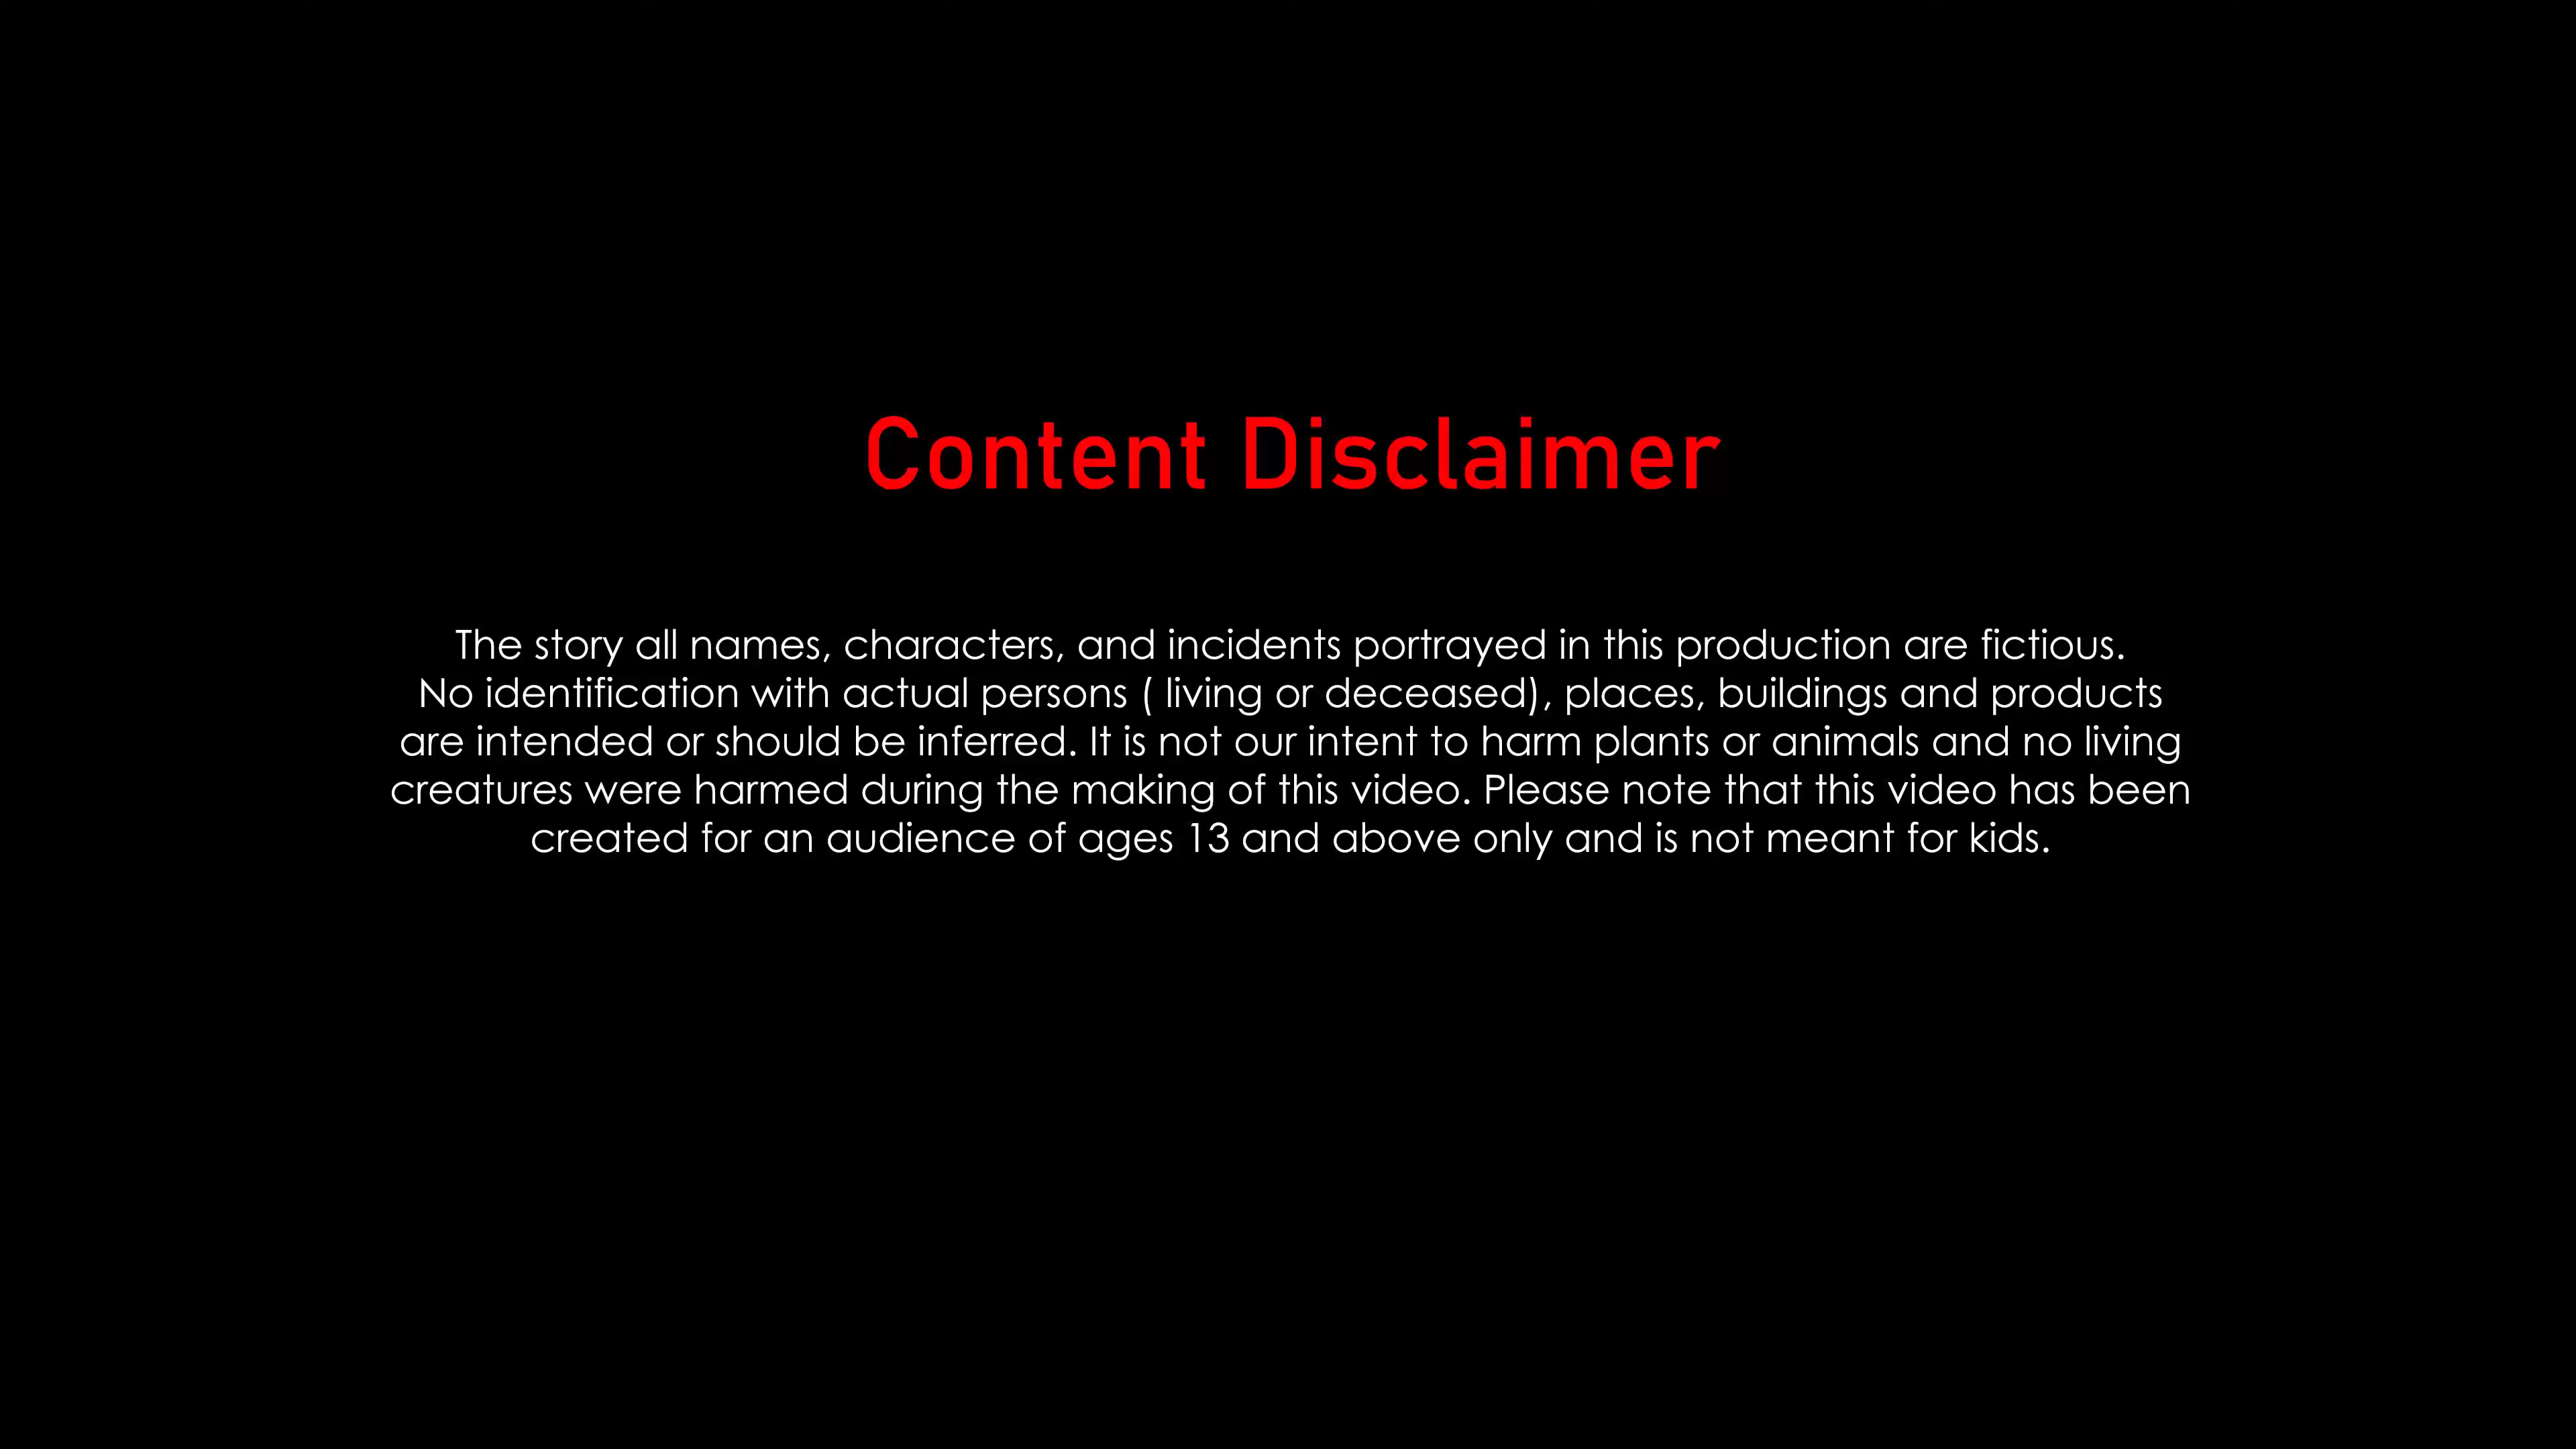 Content Disclaimer
The story all names, characters, and incidents portrayed in this production are fictious.
No identification with actual persons ( living or deceased), places, buildings and products
are intended or should be inferred. It is not our intent to harm plants or animals and no living
creatures were harmed during the making of this video. Please note that this video has been
created for an audience of ages 13 and above only and is not meant for kids.